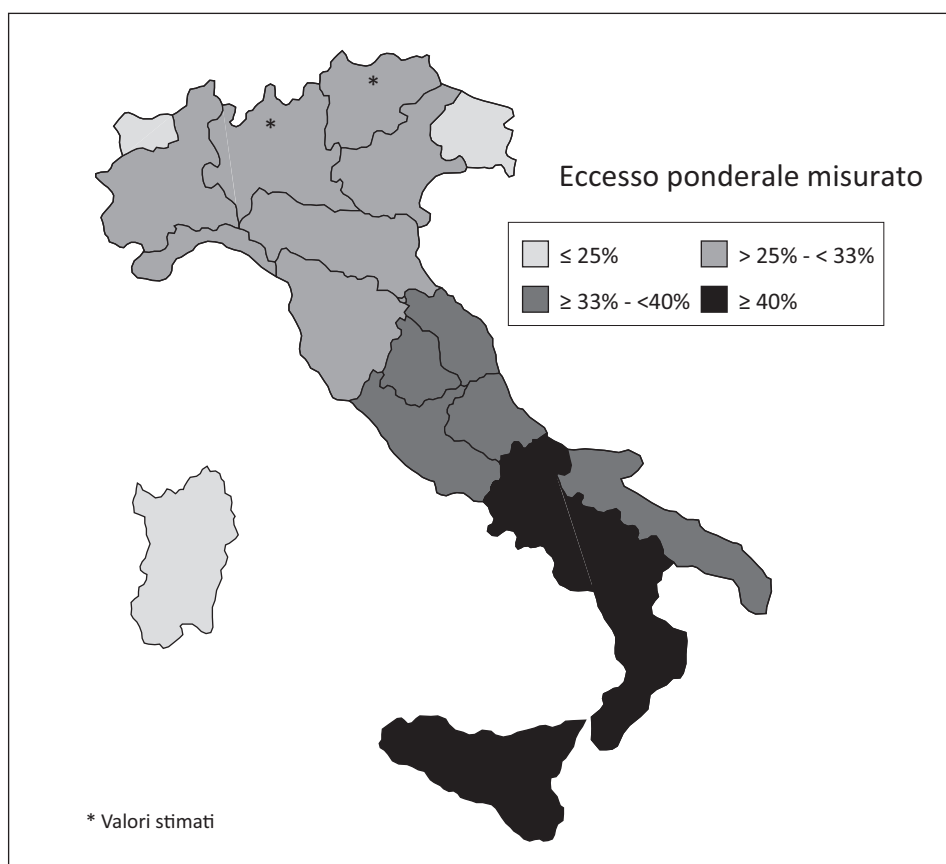 *
*
Eccesso ponderale misurato
≤ 25%
> 25% - < 33%
≥ 33% - <40%
≥ 40%
* Valori stimati